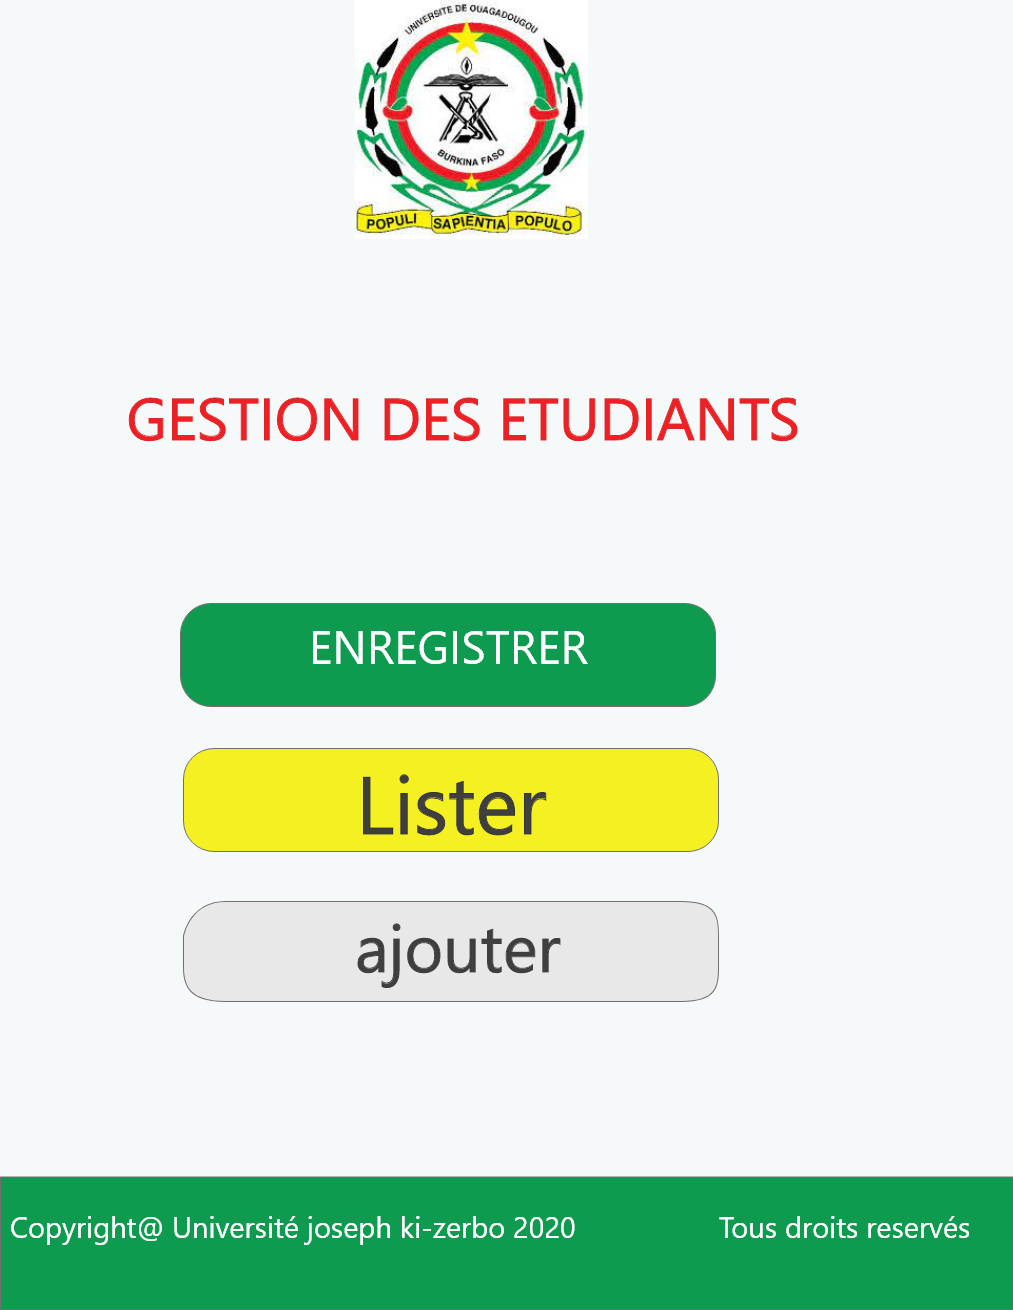 UNIVERSITE DE OUAGADOUGOU
BURKINA FASO
POPULI SAPIENTIA POPULO
GESTION DES ETUDIANTS
ENREGISTRER
Lister
ajouter
Copyright@ Université joseph ki-zerbo 2020 Tous droits reservés